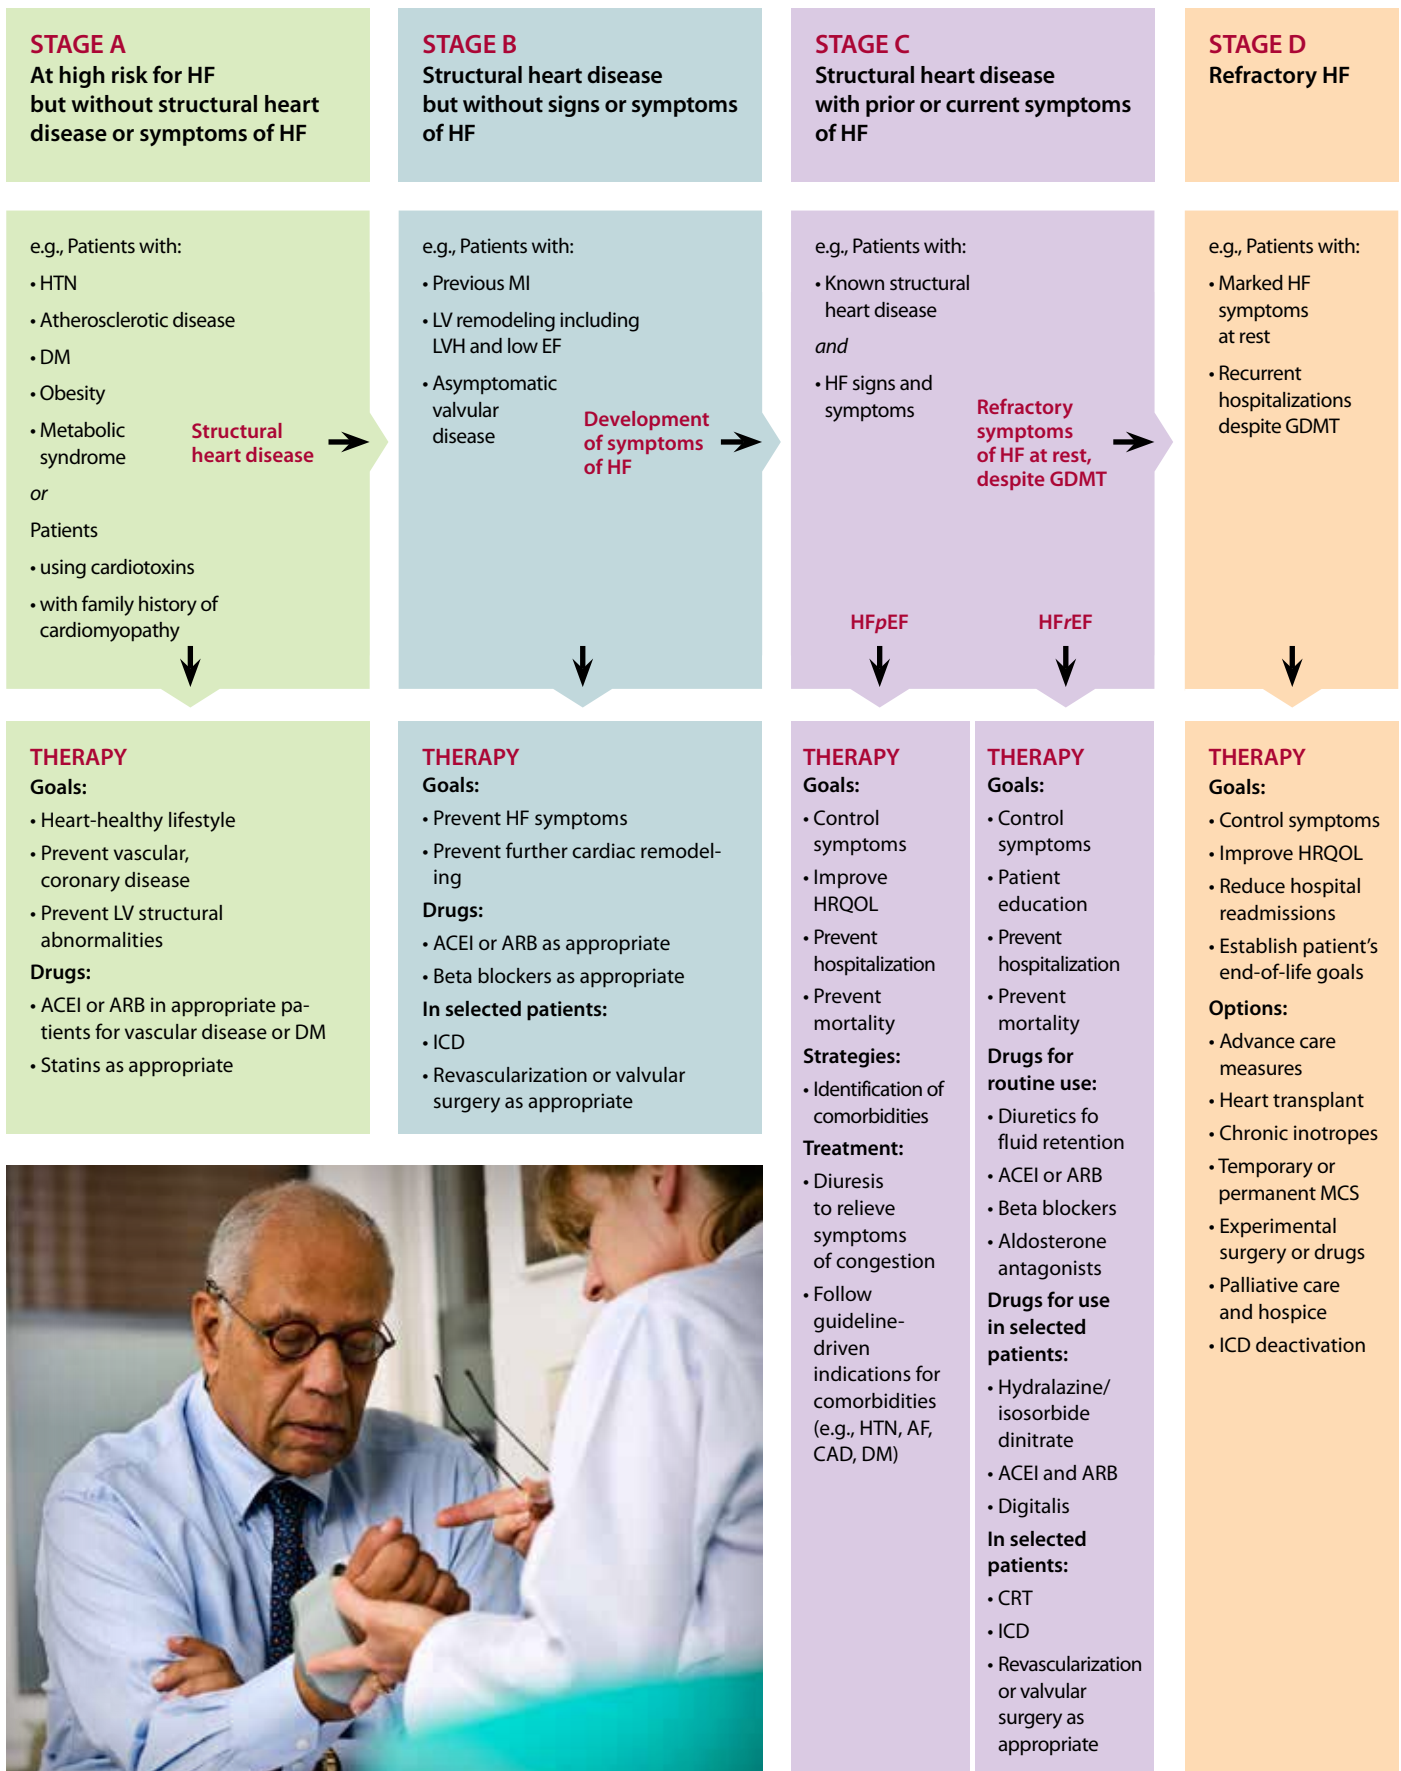 STAGE A
At high risk for HF
but without structural heart
disease or symptoms of HF
STAGE B
Structural heart disease
but without signs or symptoms
of HF
STAGE C
Structural heart disease
with prior or current symptoms
of HF
STAGE D
Refractory HF
e.g., Patients with:
• HTN
• Atherosclerotic disease
• DM
• Obesity
• Metabolic
syndrome
or
Patients
• using cardiotoxins
• with family history of
cardiomyopathy
Structural
heart disease
e.g., Patients with:
• Previous MI
• LV remodeling including
LVH and low EF
• Asymptomatic
valvular
disease
Development
of symptoms
of HF
e.g., Patients with:
• Known structural
heart disease
and
• HF signs and
symptoms
Refractory
symptoms
of HF at rest,
despite GDMT
HFpEF
HFrEF
e.g., Patients with:
• Marked HF
symptoms
at rest
• Recurrent
hospitalizations
despite GDMT
THERAPY
Goals:
• Heart-healthy lifestyle
• Prevent vascular,
coronary disease
• Prevent LV structural
abnormalities
Drugs:
• ACEI or ARB in appropriate pa-
tients for vascular disease or DM
• Statins as appropriate
THERAPY
Goals:
• Prevent HF symptoms
• Prevent further cardiac remodel-
ing
Drugs:
• ACEI or ARB as appropriate
• Beta blockers as appropriate
In selected patients:
• ICD
• Revascularization or valvular
surgery as appropriate
THERAPY
Goals:
• Control
symptoms
• Improve
HRQOL
• Prevent
hospitalization
• Prevent
mortality
Strategies:
• Identification of
comorbidities
Treatment:
• Diuresis
to relieve
symptoms
of congestion
• Follow
guideline-
driven
indications for
comorbidities
(e.g., HTN, AF,
CAD, DM)
THERAPY
Goals:
• Control
symptoms
• Patient
education
• Prevent
hospitalization
• Prevent
mortality
Drugs for
routine use:
• Diuretics fo
fluid retention
• ACEI or ARB
• Beta blockers
• Aldosterone
antagonists
Drugs for use
in selected
patients:
• Hydralazine/
isosorbide
dinitrate
• ACEI and ARB
• Digitalis
In selected
patients:
• CRT
• ICD
• Revascularization
or valvular
surgery as
appropriate
THERAPY
Goals:
• Control symptoms
• Improve HRQOL
• Reduce hospital
readmissions
• Establish patient's
end-of-life goals
Options:
• Advance care
measures
• Heart transplant
• Chronic inotropes
• Temporary or
permanent MCS
• Experimental
surgery or drugs
• Palliative care
and hospice
• ICD deactivation